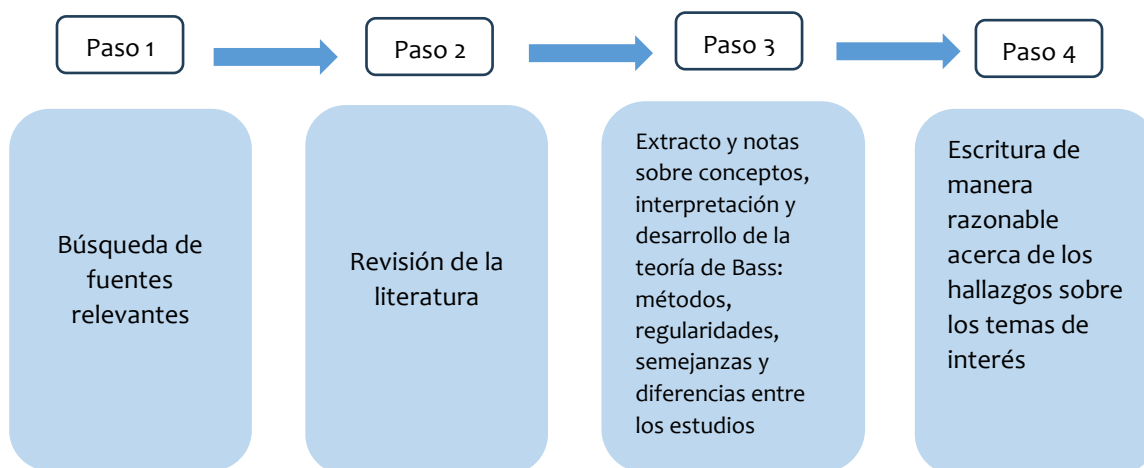 Paso 1
Paso 2
Paso 3
Paso 4
Búsqueda de
fuentes
relevantes
Revisión de la
literatura
Extracto y notas
sobre conceptos,
interpretación y
desarrollo de la
teoría de Bass:
métodos,
regularidades,
semejanzas y
diferencias entre
los estudios
Escritura de
manera
razonable
acerca de los
hallazgos sobre
los temas de
interés